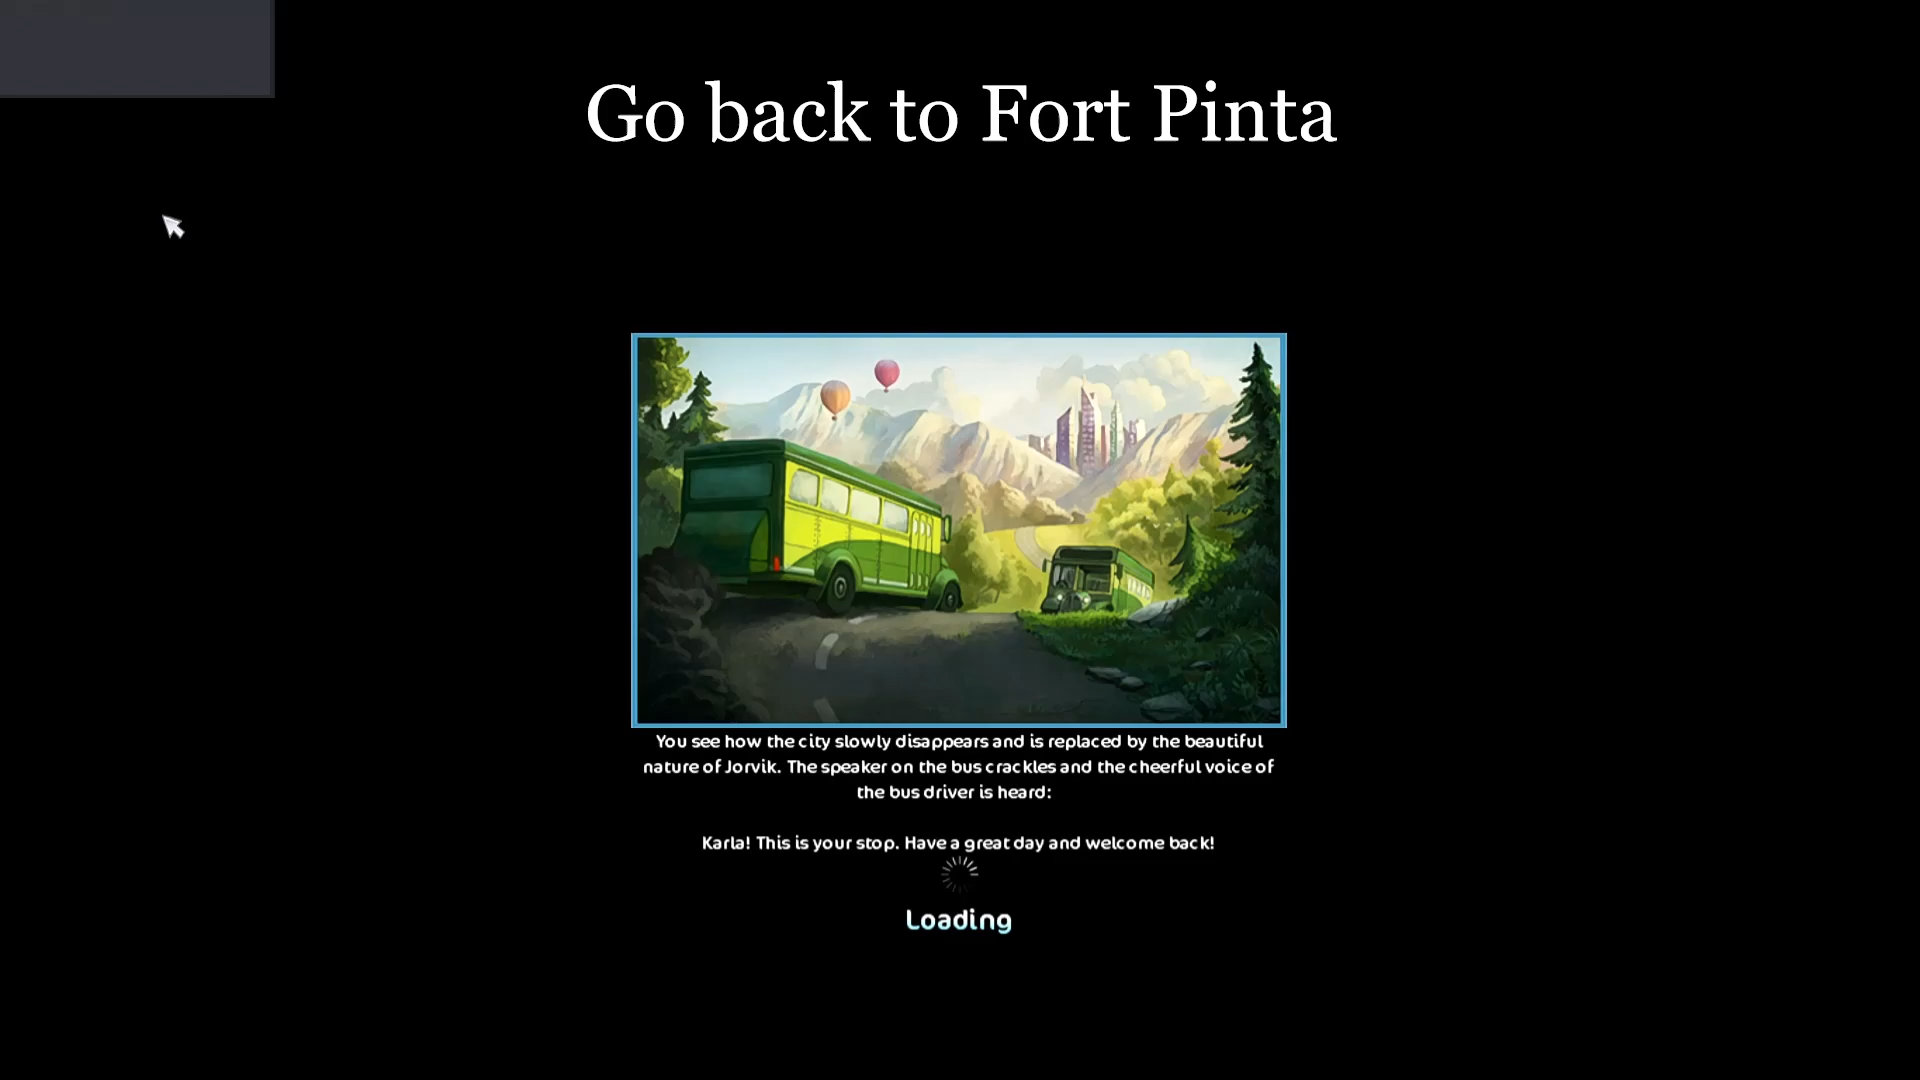 Go back to Fort Pinta
You see how the city slowly disappears and is replaced by the beautiful
nature of Jorvik. The speaker on the bus crackles and the cheerful voice of
the bus driver is heard:
Karla! This is your stop. Have a great day and welcome back!
Loading